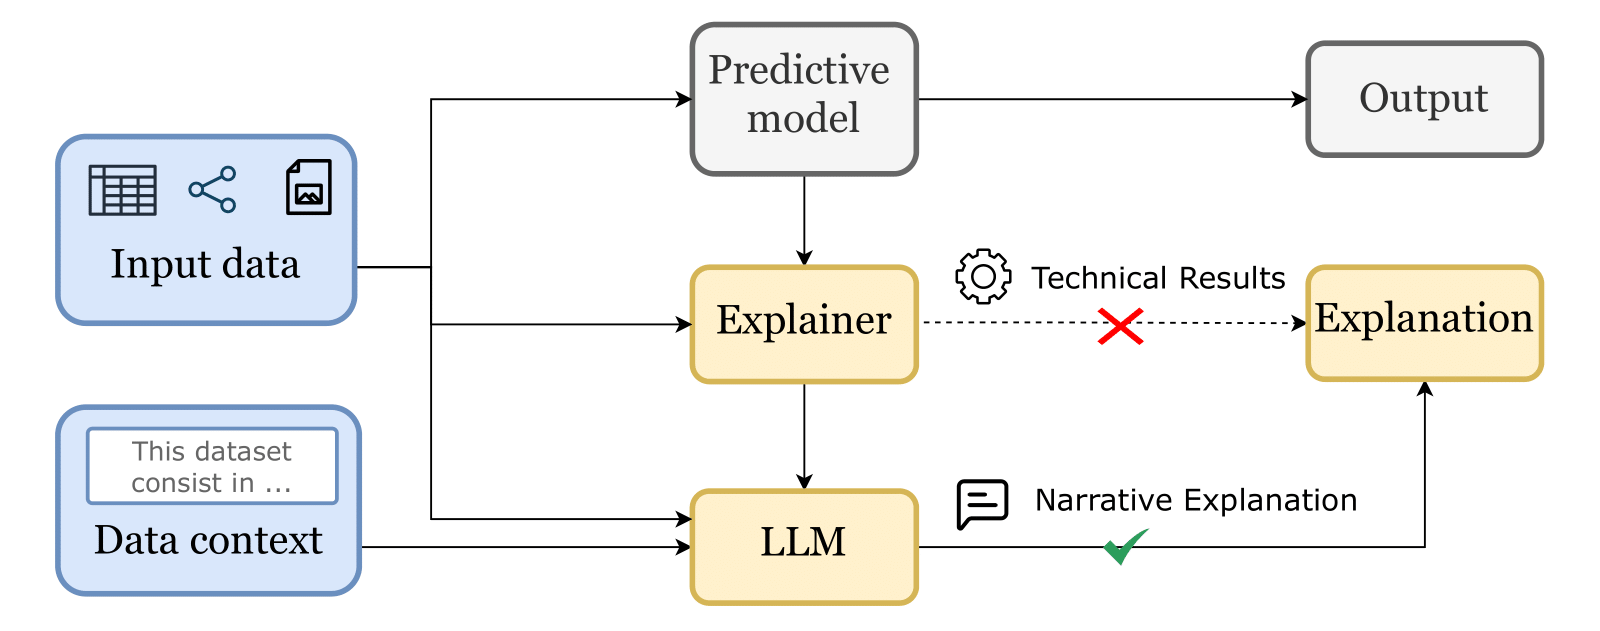 Predictive
model
Output
Input data
Explainer
Technical Results
Explanation
This dataset
consist in ...
Data context
LLM
Narrative Explanation